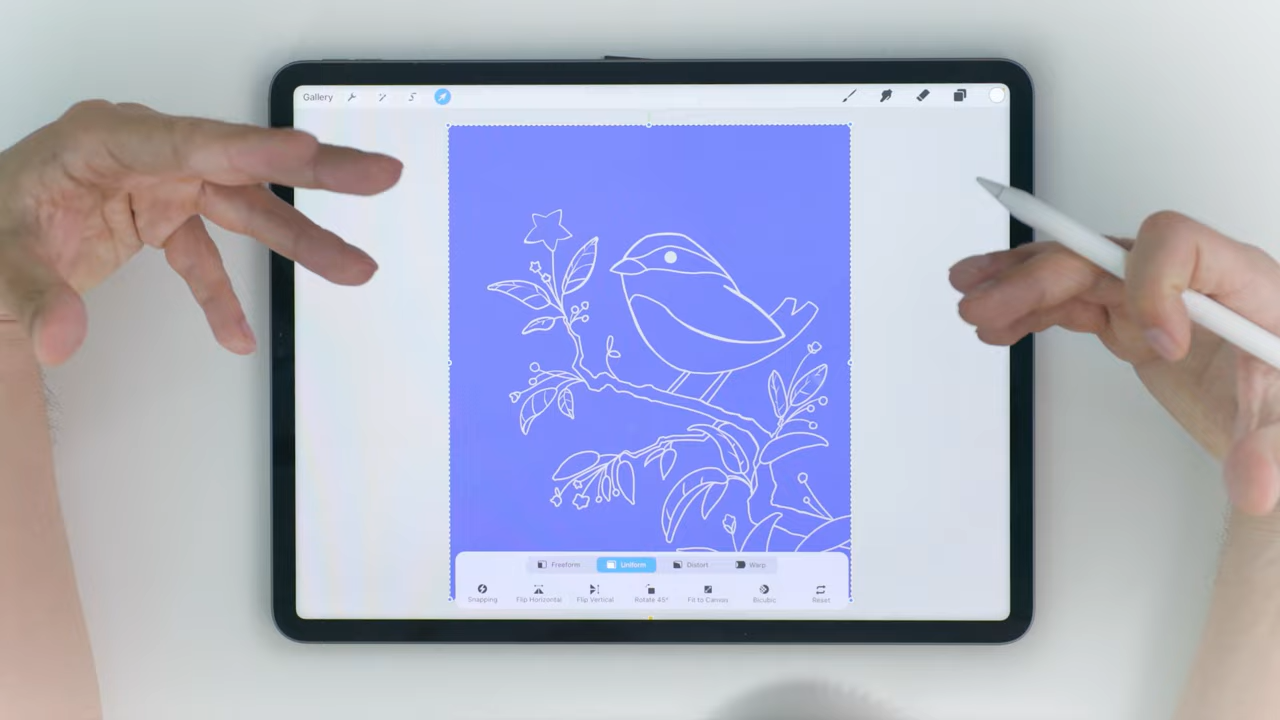 Gallery
Freeform Uniform Distort Warp
Snapping Flip Horizontal Flip Vertical Rotate 45° Fit to Canvas Bicubic Reset